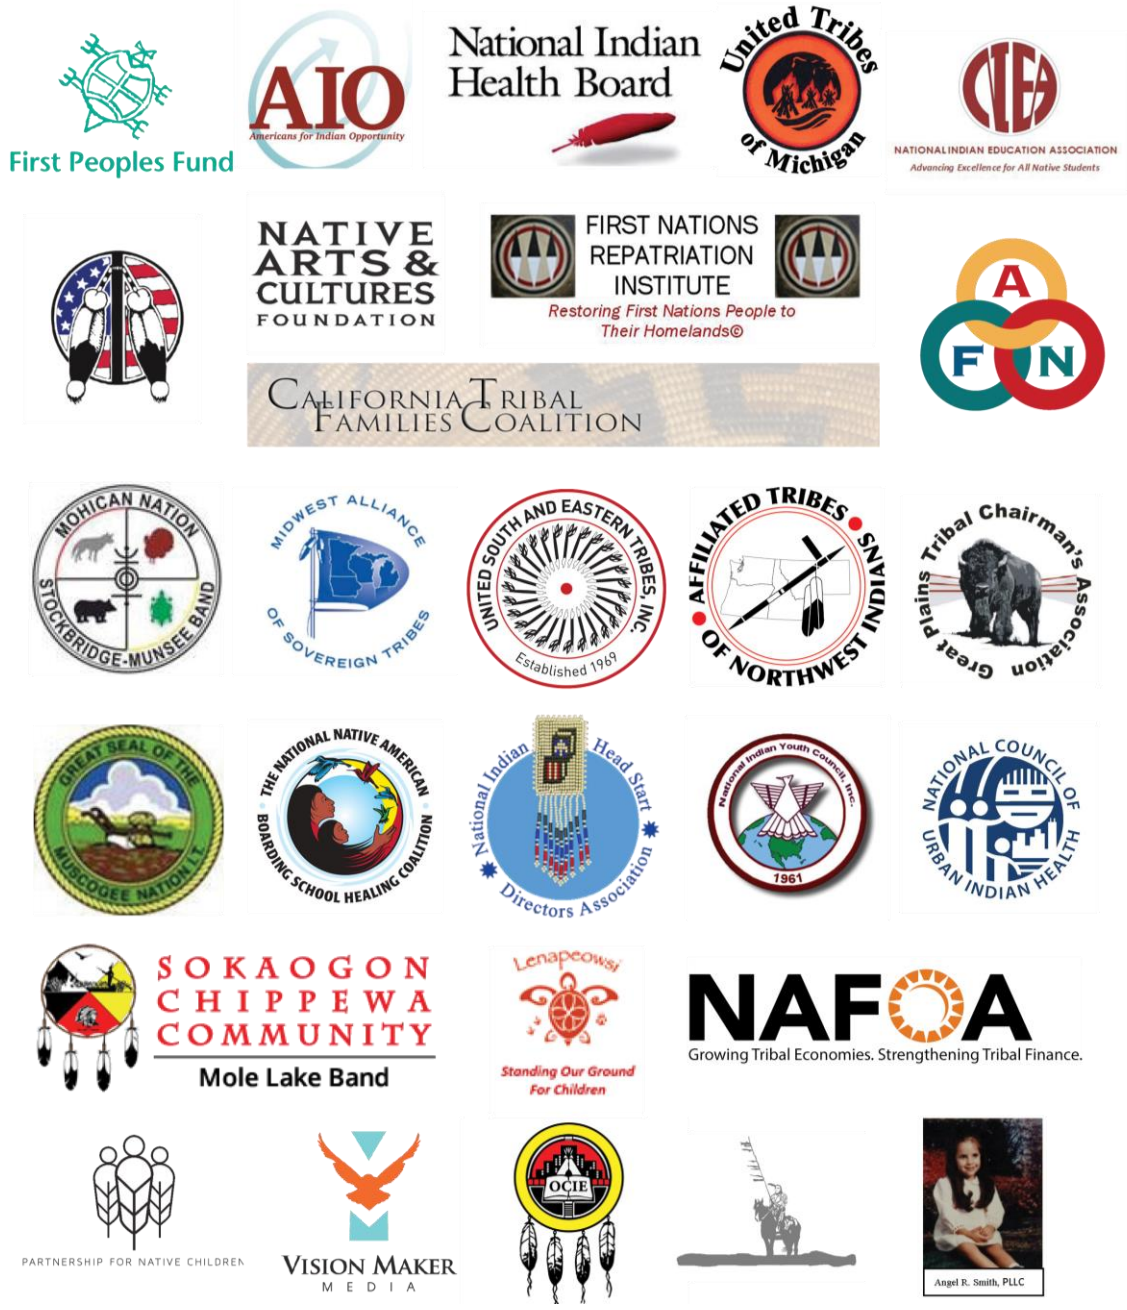 First Peoples Fund
AIO
Americans for Indian Opportunity
National Indian
Health Board
United Tribes
of Michigan
NIEA
NATIONAL INDIAN EDUCATION ASSOCIATION
Advancing Excellence for All Native Students
NATIVE
ARTS &
CULTURES
FOUNDATION
FIRST NATIONS
REPATRIATION
INSTITUTE
Restoring First Nations People to
Their Homelands©
A
F N
CALIFORNIA TRIBAL
FAMILIES COALITION
MOHICAN NATION
STOCKBRIDGE-MUNSEE BAND
MIDWEST ALLIANCE
OF SOVEREIGN TRIBES
UNITED SOUTH AND EASTERN TRIBES, INC.
Established 1969
AFFILIATED TRIBES
OF NORTHWEST INDIANS
Great Plains Tribal Chairman's Association
GREAT SEAL OF THE
MUSCOGEE NATION I.T.
THE NATIONAL NATIVE AMERICAN
BOARDING SCHOOL HEALING COALITION
National Indian Head Start
Directors Association
National Indian Youth Council, Inc.
1961
NATIONAL COUNCIL OF
URBAN INDIAN HEALTH
SOKAOGON
CHIPPEWA
COMMUNITY
Mole Lake Band
Lenapeowsi
Standing Our Ground
For Children
NAFOA
Growing Tribal Economies. Strengthening Tribal Finance.
PARTNERSHIP FOR NATIVE CHILDREN
VISION MAKER
MEDIA
OCIE
Angel R. Smith, PLLC